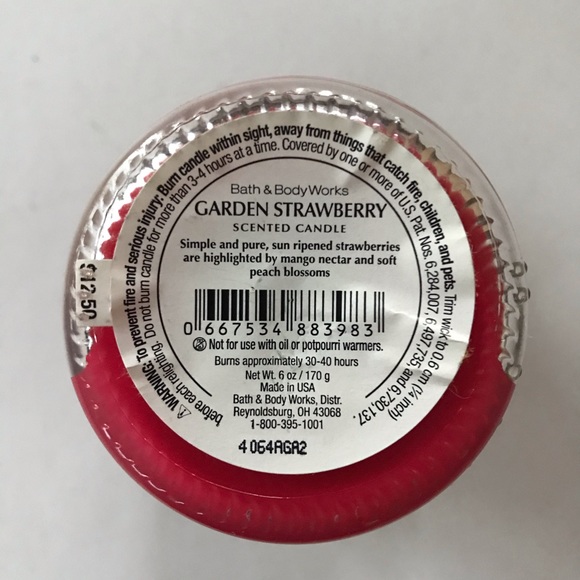 ⚠ WARNING: To prevent fire and serious injury: Burn candle within sight, away from things that catch fire, children, and pets. Trim wick to 0.6 cm (1/4 inch)
before each relighting. Do not burn candle for more than 3-4 hours at a time. Covered by one or more of U.S. Pat. Nos. 6,284,007, 6,497,735 and 6,730,137.
Bath & Body Works
GARDEN STRAWBERRY
SCENTED CANDLE
Simple and pure, sun ripened strawberries
are highlighted by mango nectar and soft
peach blossoms
$12.50
0 667534 883983
Not for use with oil or potpourri warmers.
Burns approximately 30-40 hours
Net Wt. 6 oz / 170 g
Made in USA
Bath & Body Works, Distr.
Reynoldsburg, OH 43068
1-800-395-1001
4064AGA2